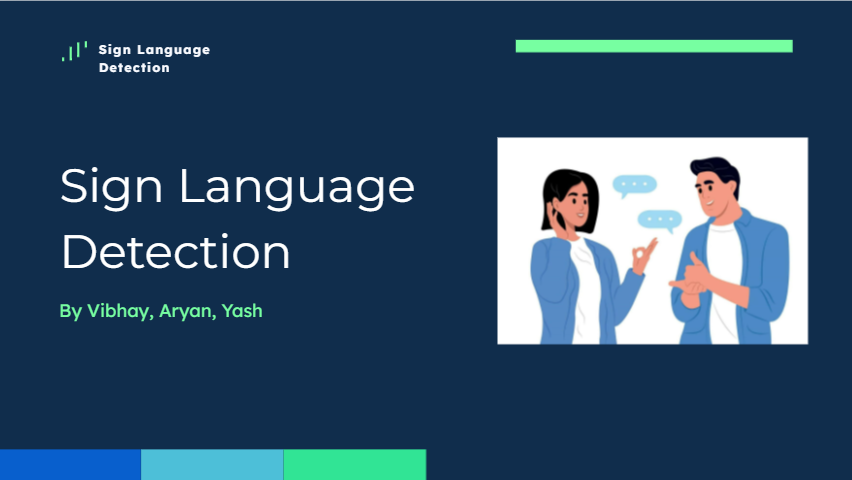 Sign Language
Detection
Sign Language
Detection
By Vibhay, Aryan, Yash